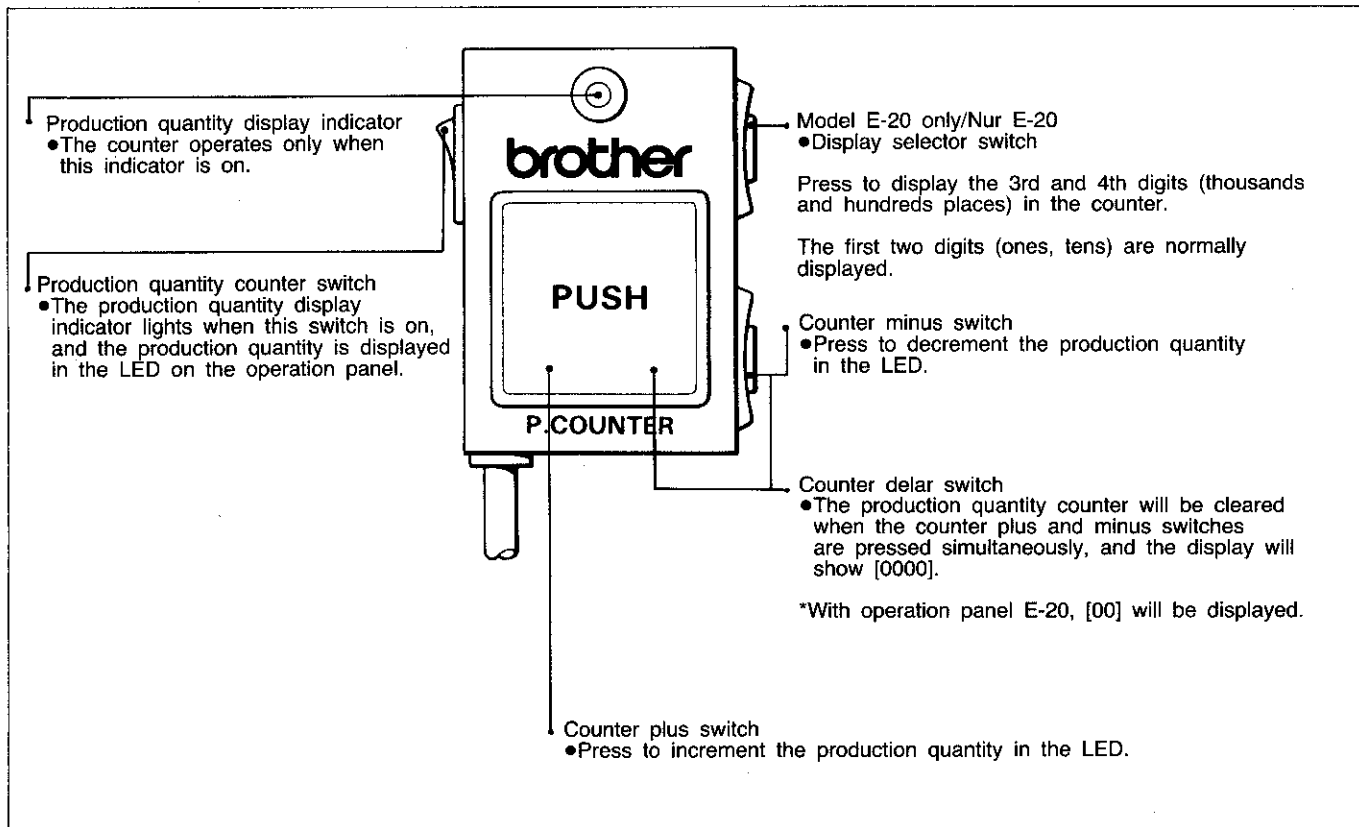 Production quantity display indicator
●The counter operates only when
this indicator is on.
Production quantity counter switch
●The production quantity display
indicator lights when this switch is on,
and the production quantity is displayed
in the LED on the operation panel.
brother
PUSH
P.COUNTER
Model E-20 only/Nur E-20
●Display selector switch
Press to display the 3rd and 4th digits (thousands
and hundreds places) in the counter.
The first two digits (ones, tens) are normally
displayed.
Counter minus switch
●Press to decrement the production quantity
in the LED.
Counter delar switch
●The production quantity counter will be cleared
when the counter plus and minus switches
are pressed simultaneously, and the display will
show [0000].
*With operation panel E-20, [00] will be displayed.
Counter plus switch
●Press to increment the production quantity in the LED.